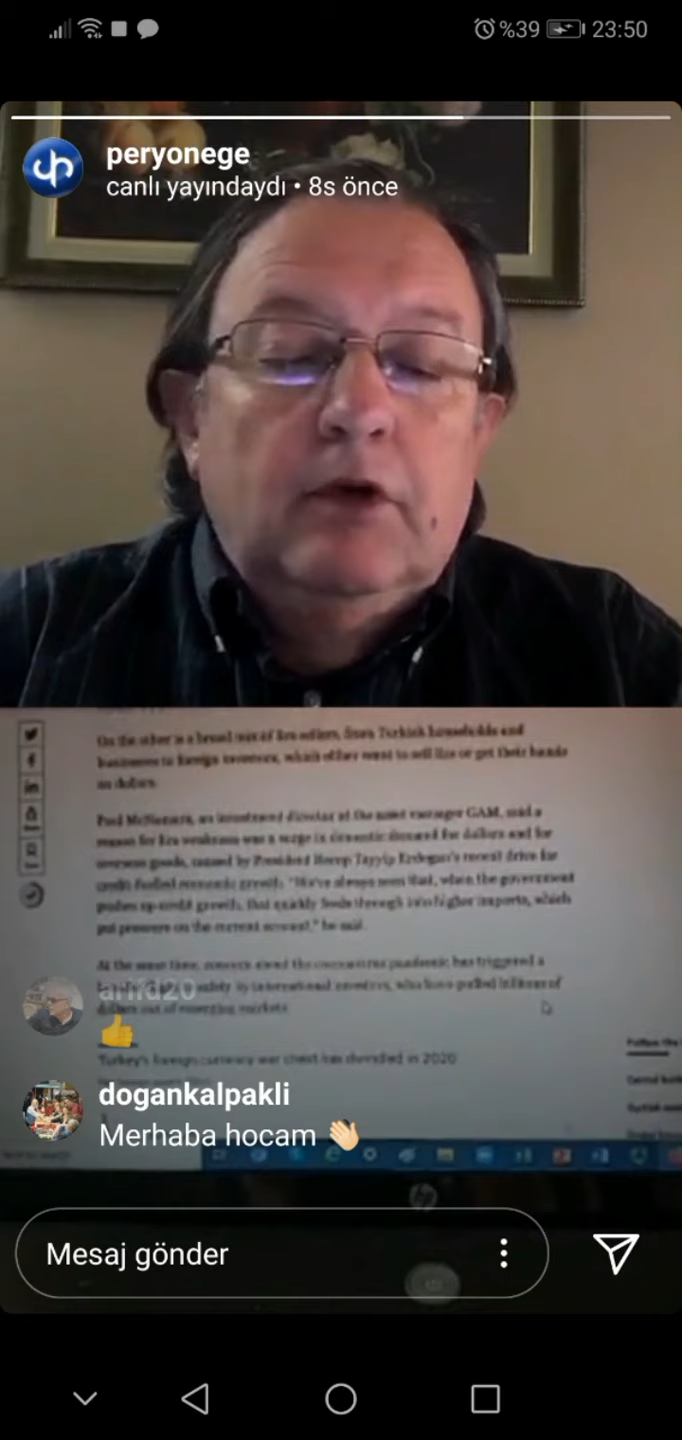 %39 23:50
peryonege
canlı yayındaydı • 8s önce
On the other is a broad mix of investors, from Turkish households and
businesses to foreign investors, which either want to sell lira or get their hands
on dollars.
Paul McNamara, an investment director at the asset manager GAM, said a
reason for lira weakness was a surge in domestic demand for dollars and for
overseas goods, caused by President Recep Tayyip Erdogan's recent drive for
credit-fuelled economic growth. "We've always seen that, when the government
pushes up credit growth, that quickly feeds through into higher imports, which
put pressure on the current account," he said.
At the same time, concern about the coronavirus pandemic has triggered a
safety by international investors, who have pulled billions of
dollars out of emerging markets
arifd20
👍
Turkey's foreign currency war chest has dwindled in 2020
dogankalpakli
Merhaba hocam 👋🏻
hp
Mesaj gönder